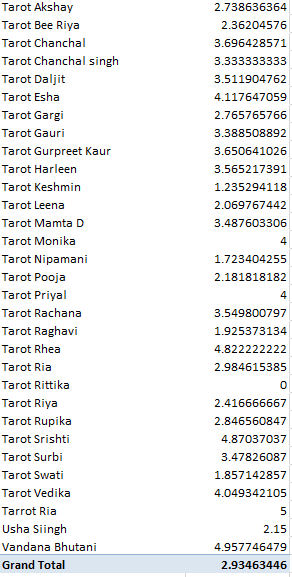 Tarot Akshay 2.738636364
Tarot Bee Riya 2.36204576
Tarot Chanchal 3.696428571
Tarot Chanchal singh 3.333333333
Tarot Daljit 3.511904762
Tarot Esha 4.117647059
Tarot Gargi 2.765765766
Tarot Gauri 3.388508892
Tarot Gurpreet Kaur 3.650641026
Tarot Harleen 3.565217391
Tarot Keshmin 1.235294118
Tarot Leena 2.069767442
Tarot Mamta D 3.487603306
Tarot Monika 4
Tarot Nipamani 1.723404255
Tarot Pooja 2.181818182
Tarot Priyal 4
Tarot Rachana 3.549800797
Tarot Raghavi 1.925373134
Tarot Rhea 4.822222222
Tarot Ria 2.984615385
Tarot Rittika 0
Tarot Riya 2.416666667
Tarot Rupika 2.846560847
Tarot Srishti 4.87037037
Tarot Surbi 3.47826087
Tarot Swati 1.857142857
Tarot Vedika 4.049342105
Tarrot Ria 5
Usha Siingh 2.15
Vandana Bhutani 4.957746479
Grand Total 2.93463446